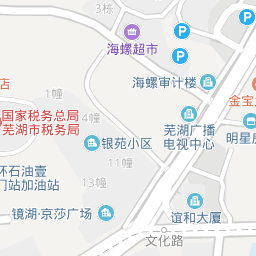 3栋
海螺超市
海螺审计楼
店
1幢
金宝
国家税务总局
芜湖市税务局
4幢
银苑小区
芜湖广播
电视中心
明星
11幢
怀石油壹
门站加油站
13幢
镜湖·京莎广场
谊和大厦
文化路